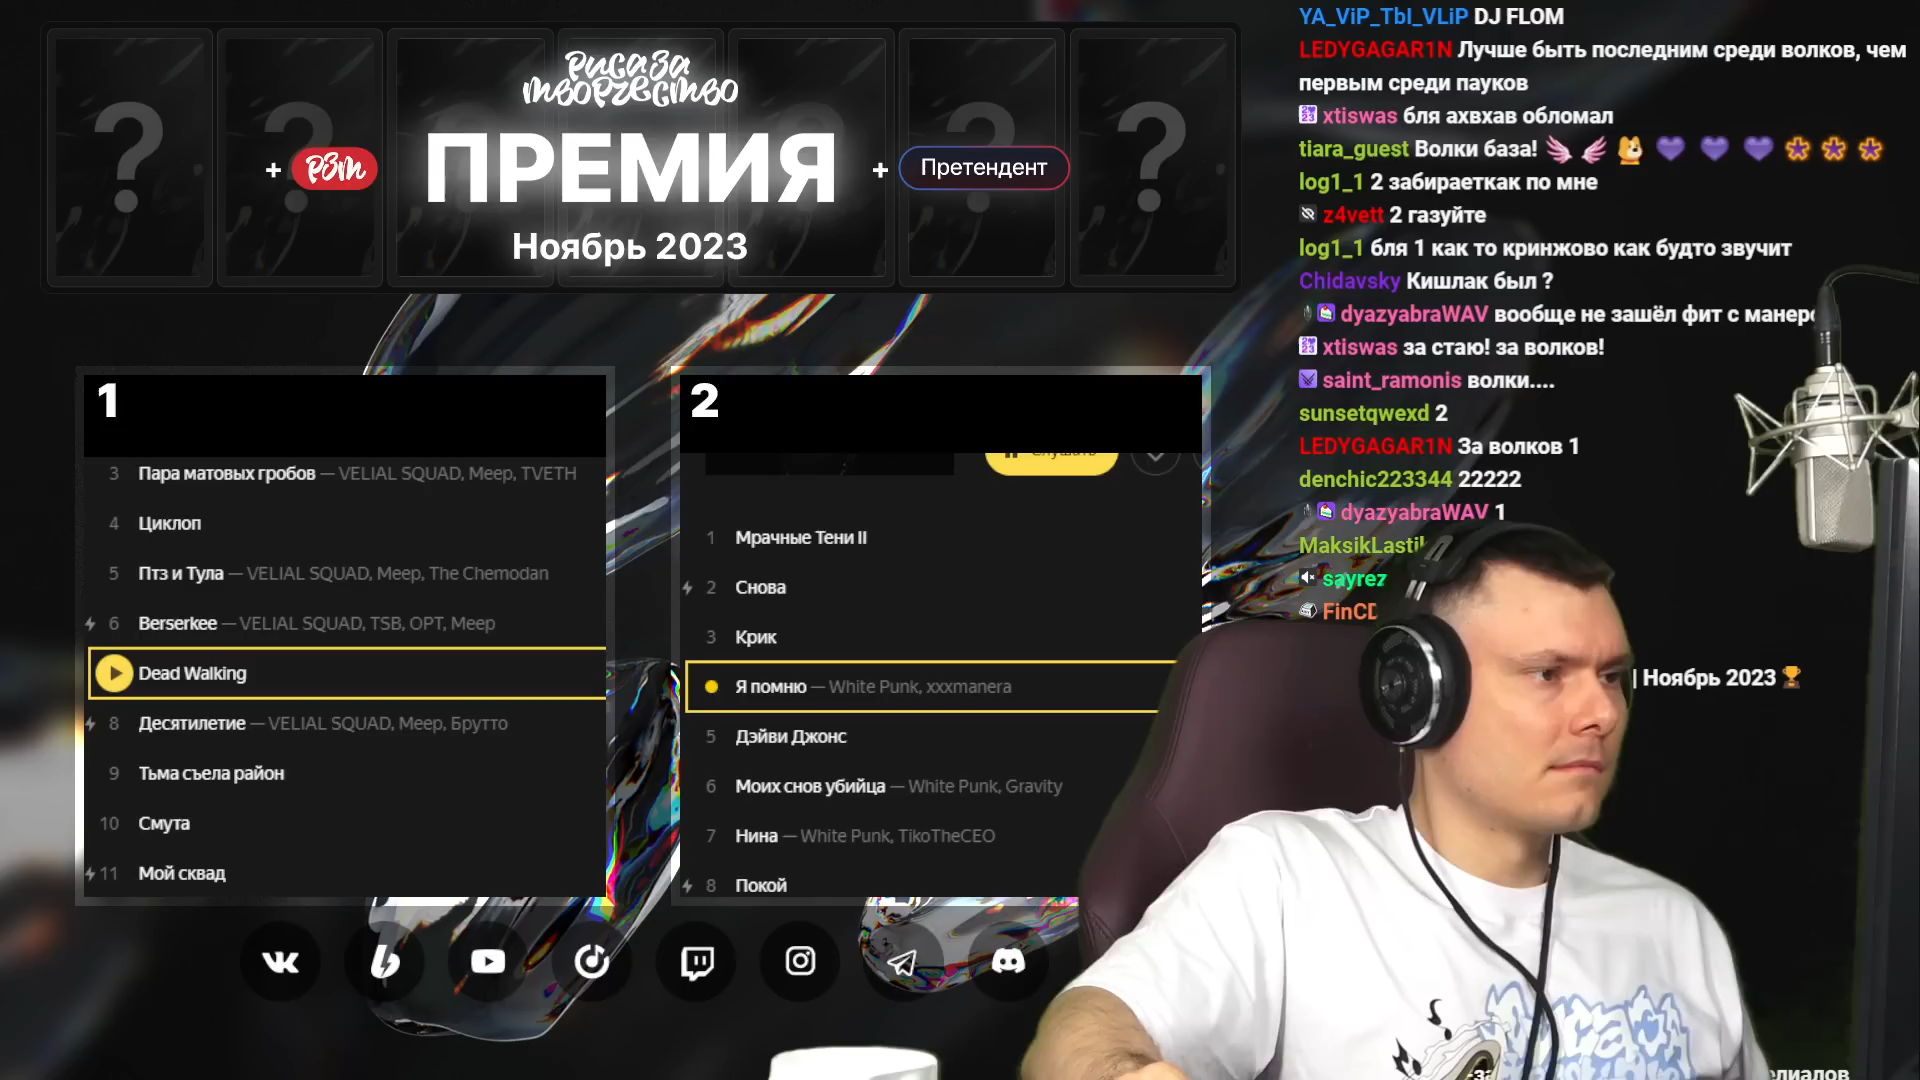 риса за
творчество
+ РЗТ
ПРЕМИЯ
+ Претендент
Ноябрь 2023
1
3 Пара матовых гробов — VELIAL SQUAD, Meep, TVETH
4 Циклоп
5 Птз и Тула — VELIAL SQUAD, Meep, The Chemodan
6 Berserkee — VELIAL SQUAD, TSB, OPT, Meep
Dead Walking
8 Десятилетие — VELIAL SQUAD, Meep, Брутто
9 Тьма съела район
10 Смута
11 Мой сквад
2
Слушать
1 Мрачные Тени II
2 Снова
3 Крик
Я помню — White Punk, xxxmanera
5 Дэйви Джонс
6 Моих снов убийца — White Punk, Gravity
7 Нина — White Punk, TikoTheCEO
8 Покой
YA_ViP_TbI_VLiP DJ FLOM
LEDYGAGAR1N Лучше быть последним среди волков, чем
первым среди пауков
xtiswas бля ахвхав обломал
tiara_guest Волки база!
log1_1 2 забираеткак по мне
z4vett 2 газуйте
log1_1 бля 1 как то кринжово как будто звучит
Chidavsky Кишлак был ?
dyazyabraWAV вообще не зашёл фит с манеро
xtiswas за стаю! за волков!
saint_ramonis волки....
sunsetqwexd 2
LEDYGAGAR1N За волков 1
denchic223344 22222
dyazyabraWAV 1
MaksikLastik
sayrez
FinCD
| Ноябрь 2023